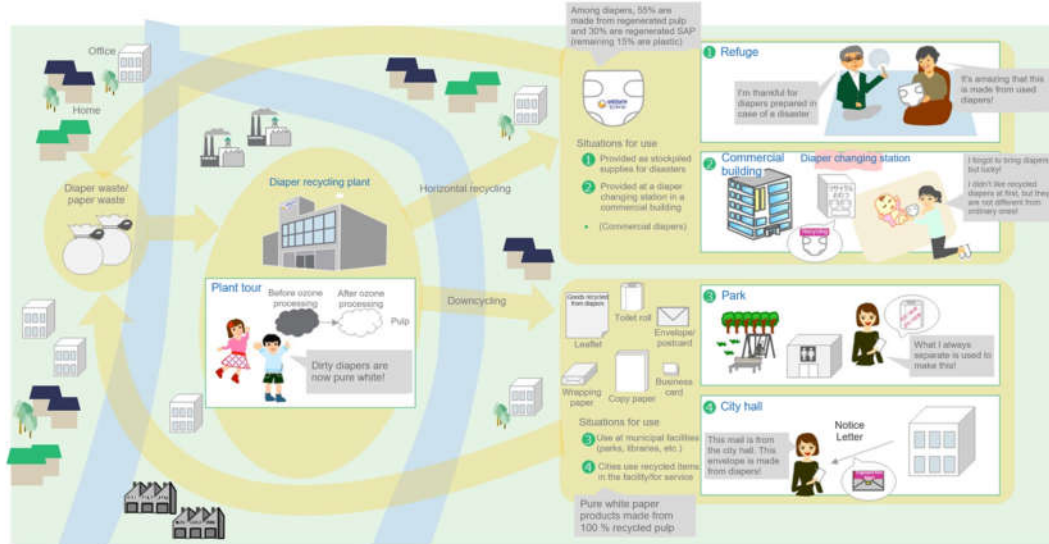 Office
Home
Diaper waste/
paper waste
Diaper recycling plant
Horizontal recycling
Downcycling
Plant tour
Before ozone
processing
After ozone
processing
Pulp
Dirty diapers are
now pure white!
Among diapers, 55% are
made from regenerated pulp
and 30% are regenerated SAP
(remaining 15% are plastic)
Situations for use
1 Provided as stockpiled
supplies for disasters
2 Provided at a diaper
changing station in a
commercial building
• (Commercial diapers)
1 Refuge
I'm thankful for
diapers prepared in
case of a disaster
It's amazing that this
is made from used
diapers!
2 Commercial
building
Diaper changing station
Recycling
I forgot to bring diapers
but lucky!
I didn't like recycled
diapers at first, but they
are not different from
ordinary ones!
Goods recycled
from diapers
Leaflet
Toilet roll
Envelope/
postcard
Wrapping
paper
Copy paper
Business
card
Situations for use
3 Use at municipal facilities
(parks, libraries, etc.)
4 Cities use recycled items
in the facility/for service
Pure white paper
products made from
100 % recycled pulp
3 Park
What I always
separate is used to
make this!
4 City hall
This mail is from
the city hall. This
envelope is made
from diapers!
Notice
Letter